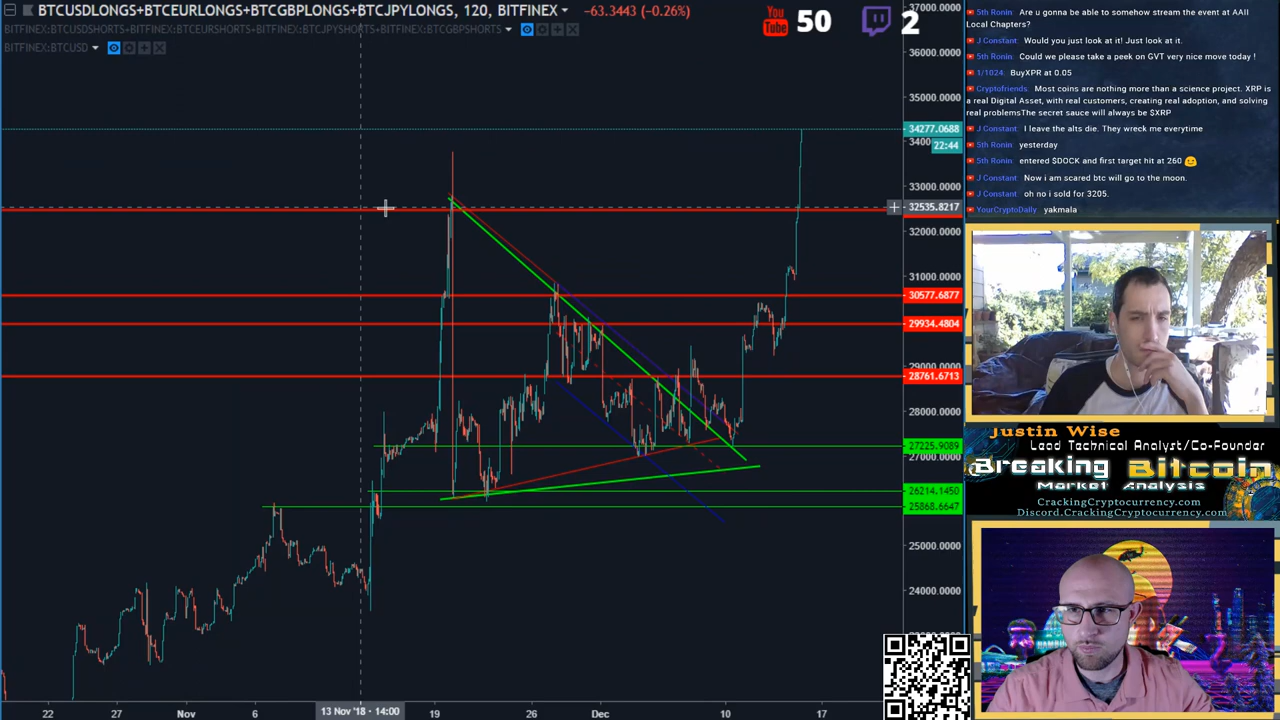 BTCUSDLONGS+BTCEURLONGS+BTCGBPLONGS+BTCJPYLONGS, 120, BITFINEX
-63.3443 (-0.26%)
BITFINEX:BTCUSD
You
Tube
50
2
37000.0000
36000.0000
35000.0000
34277.0688
34000
22:44
33000.0000
32535.8217
32000.0000
31000.0000
30577.6877
29934.4804
29000.0000
28761.6713
28000.0000
27225.9089
27000.0000
26214.1450
25868.6647
25000.0000
24000.0000
22
27
Nov
6
13 Nov '18 - 14:00
19
26
Dec
10
17
5th Ronin: Are u gonna be able to somehow stream the event at AAII
Local Chapters?
J Constant: Would you just look at it! Just look at it.
5th Ronin: Could we please take a peek on GVT very nice move today !
1/1024: BuyXPR at 0.05
Cryptofriends: Most coins are nothing more than a science project. XRP is
a real Digital Asset, with real customers, creating real adoption, and solving
real problemsThe secret sauce will always be $XRP
J Constant: I leave the alts die. They wreck me everytime
5th Ronin: yesterday
5th Ronin: entered $DOCK and first target hit at 260
J Constant: Now i am scared btc will go to the moon.
J Constant: oh no i sold for 3205.
YourCryptoDaily: yakmala
Justin Wise
Lead Technical Analyst/Co-Founder
Breaking Bitcoin
Market Analysis
CrackingCryptocurrency.com
Discord.CrackingCryptocurrency.com